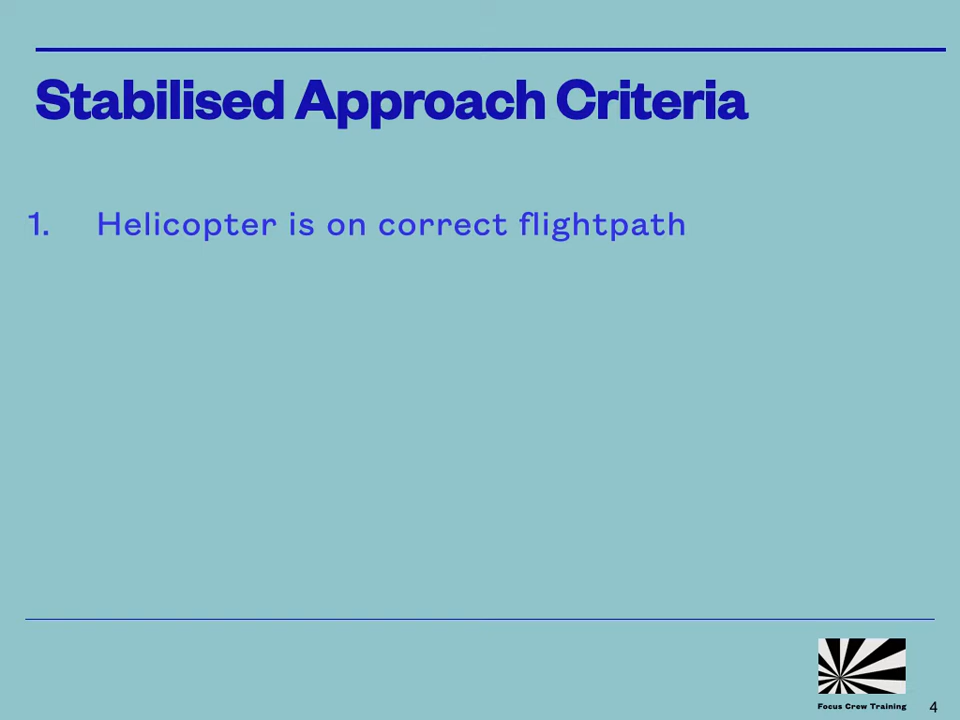 Stabilised Approach Criteria
1. Helicopter is on correct flightpath
Focus Crew Training
4